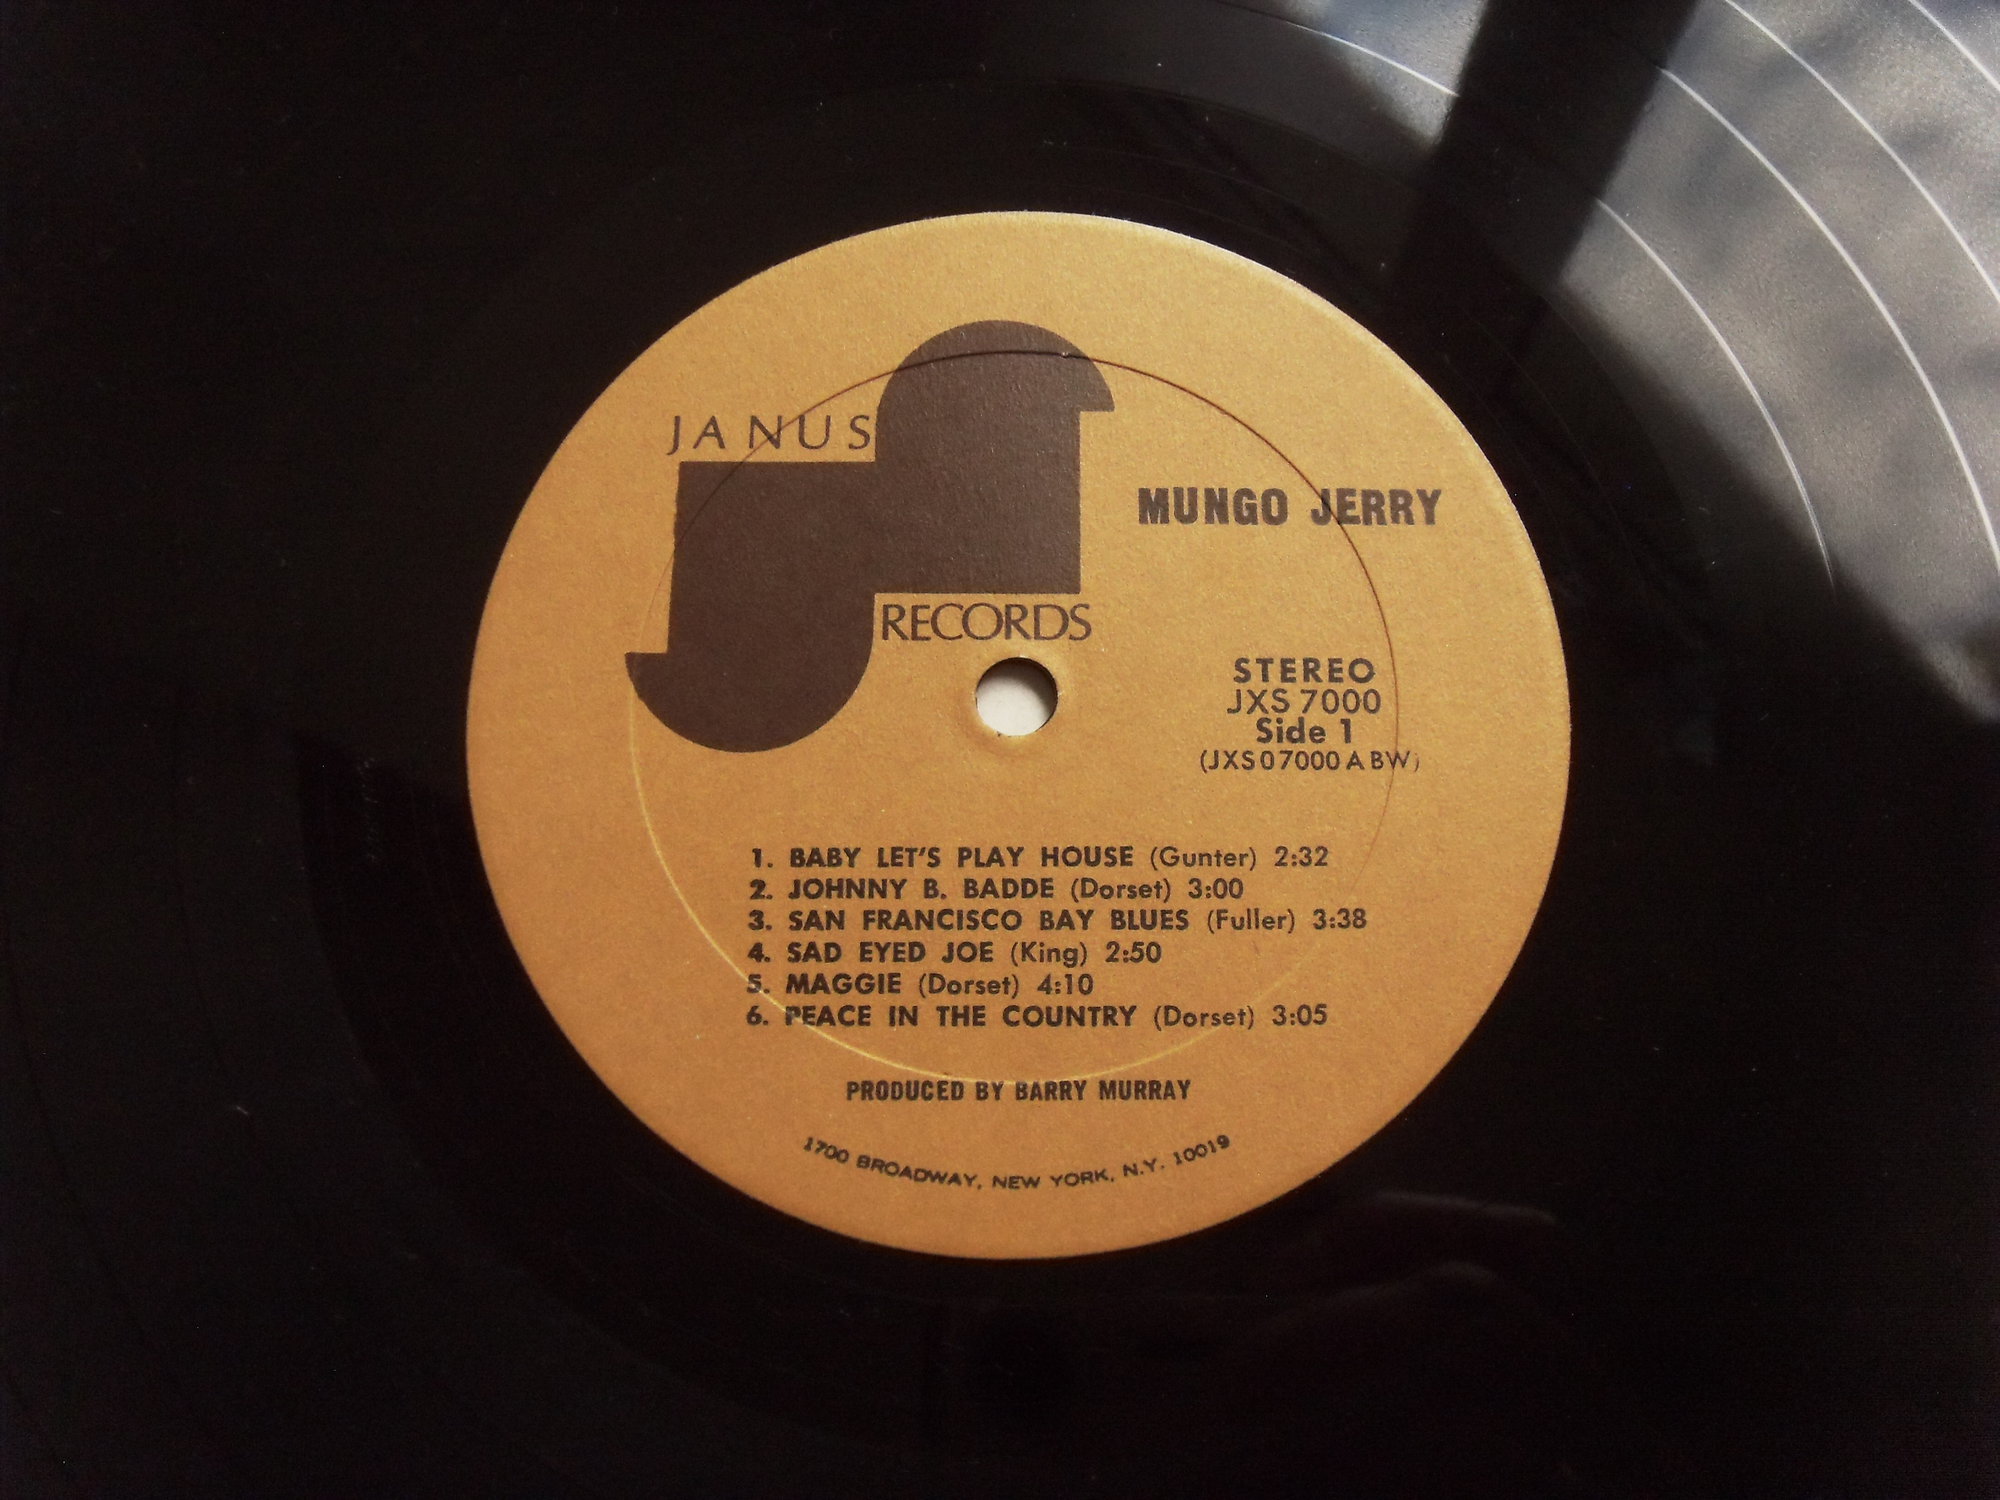 JANUS
RECORDS
MUNGO JERRY
STEREO
JXS 7000
Side 1
(JXS07000 A BW)
1. BABY LET'S PLAY HOUSE (Gunter) 2:32
2. JOHNNY B. BADDE (Dorset) 3:00
3. SAN FRANCISCO BAY BLUES (Fuller) 3:38
4. SAD EYED JOE (King) 2:50
5. MAGGIE (Dorset) 4:10
6. PEACE IN THE COUNTRY (Dorset) 3:05
PRODUCED BY BARRY MURRAY
1700 BROADWAY, NEW YORK, N.Y. 10019